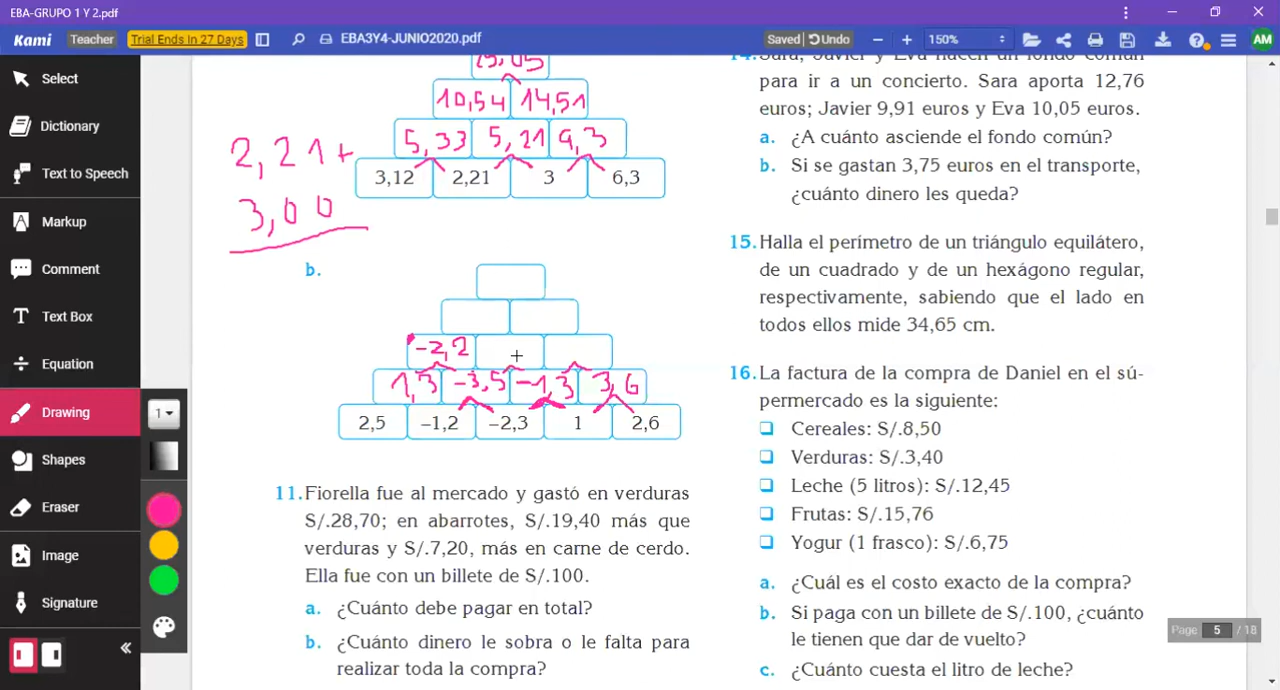 EBA-GRUPO 1 Y 2.pdf
Kami Teacher Trial Ends In 27 Days EBA3Y4-JUNIO2020.pdf Saved Undo 150% AM
Select
Dictionary
Text to Speech
Markup
Comment
Text Box
Equation
Drawing
1
Shapes
Eraser
Image
Signature
10,54 14,51
5,33 5,21 9,3
3,12 2,21 3 6,3
2,21+
3,00
b.
-2,2
1,3 -3,5 -1,3 3,6
2,5 –1,2 –2,3 1 2,6
11. Fiorella fue al mercado y gastó en verduras
S/.28,70; en abarrotes, S/.19,40 más que
verduras y S/.7,20, más en carne de cerdo.
Ella fue con un billete de S/.100.
a. ¿Cuánto debe pagar en total?
b. ¿Cuánto dinero le sobra o le falta para
realizar toda la compra?
14. Sara, Javier y Eva hacen un fondo común
para ir a un concierto. Sara aporta 12,76
euros; Javier 9,91 euros y Eva 10,05 euros.
a. ¿A cuánto asciende el fondo común?
b. Si se gastan 3,75 euros en el transporte,
¿cuánto dinero les queda?
15. Halla el perímetro de un triángulo equilátero,
de un cuadrado y de un hexágono regular,
respectivamente, sabiendo que el lado en
todos ellos mide 34,65 cm.
16. La factura de la compra de Daniel en el sú-
permercado es la siguiente:
Cereales: S/.8,50
Verduras: S/.3,40
Leche (5 litros): S/.12,45
Frutas: S/.15,76
Yogur (1 frasco): S/.6,75
a. ¿Cuál es el costo exacto de la compra?
b. Si paga con un billete de S/.100, ¿cuánto
le tienen que dar de vuelto?
c. ¿Cuánto cuesta el litro de leche?
Page 5 / 18